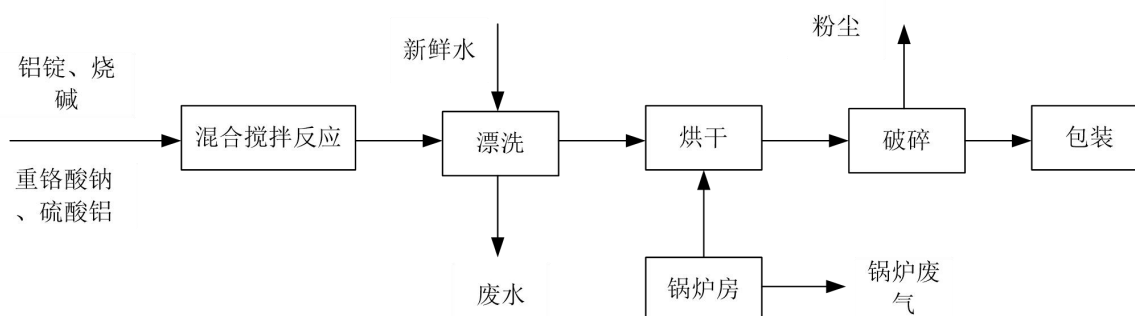 粉尘
新鲜水
铝锭、烧
碱
混合搅拌反应
漂洗
烘干
破碎
包装
重铬酸钠
、硫酸铝
废水
锅炉房
锅炉废
气